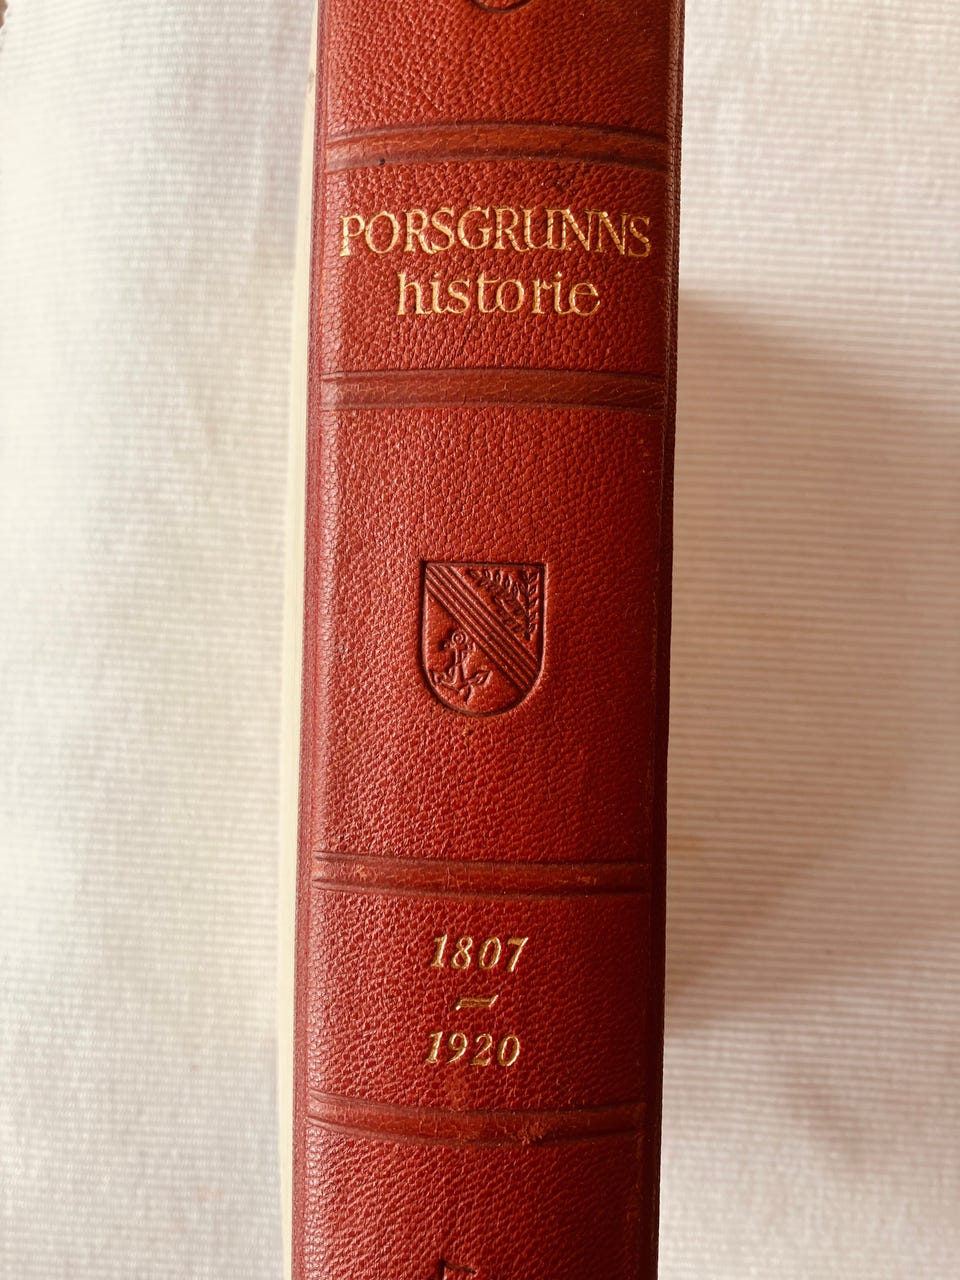 PORSGRUNNS
historie
1807
–
1920